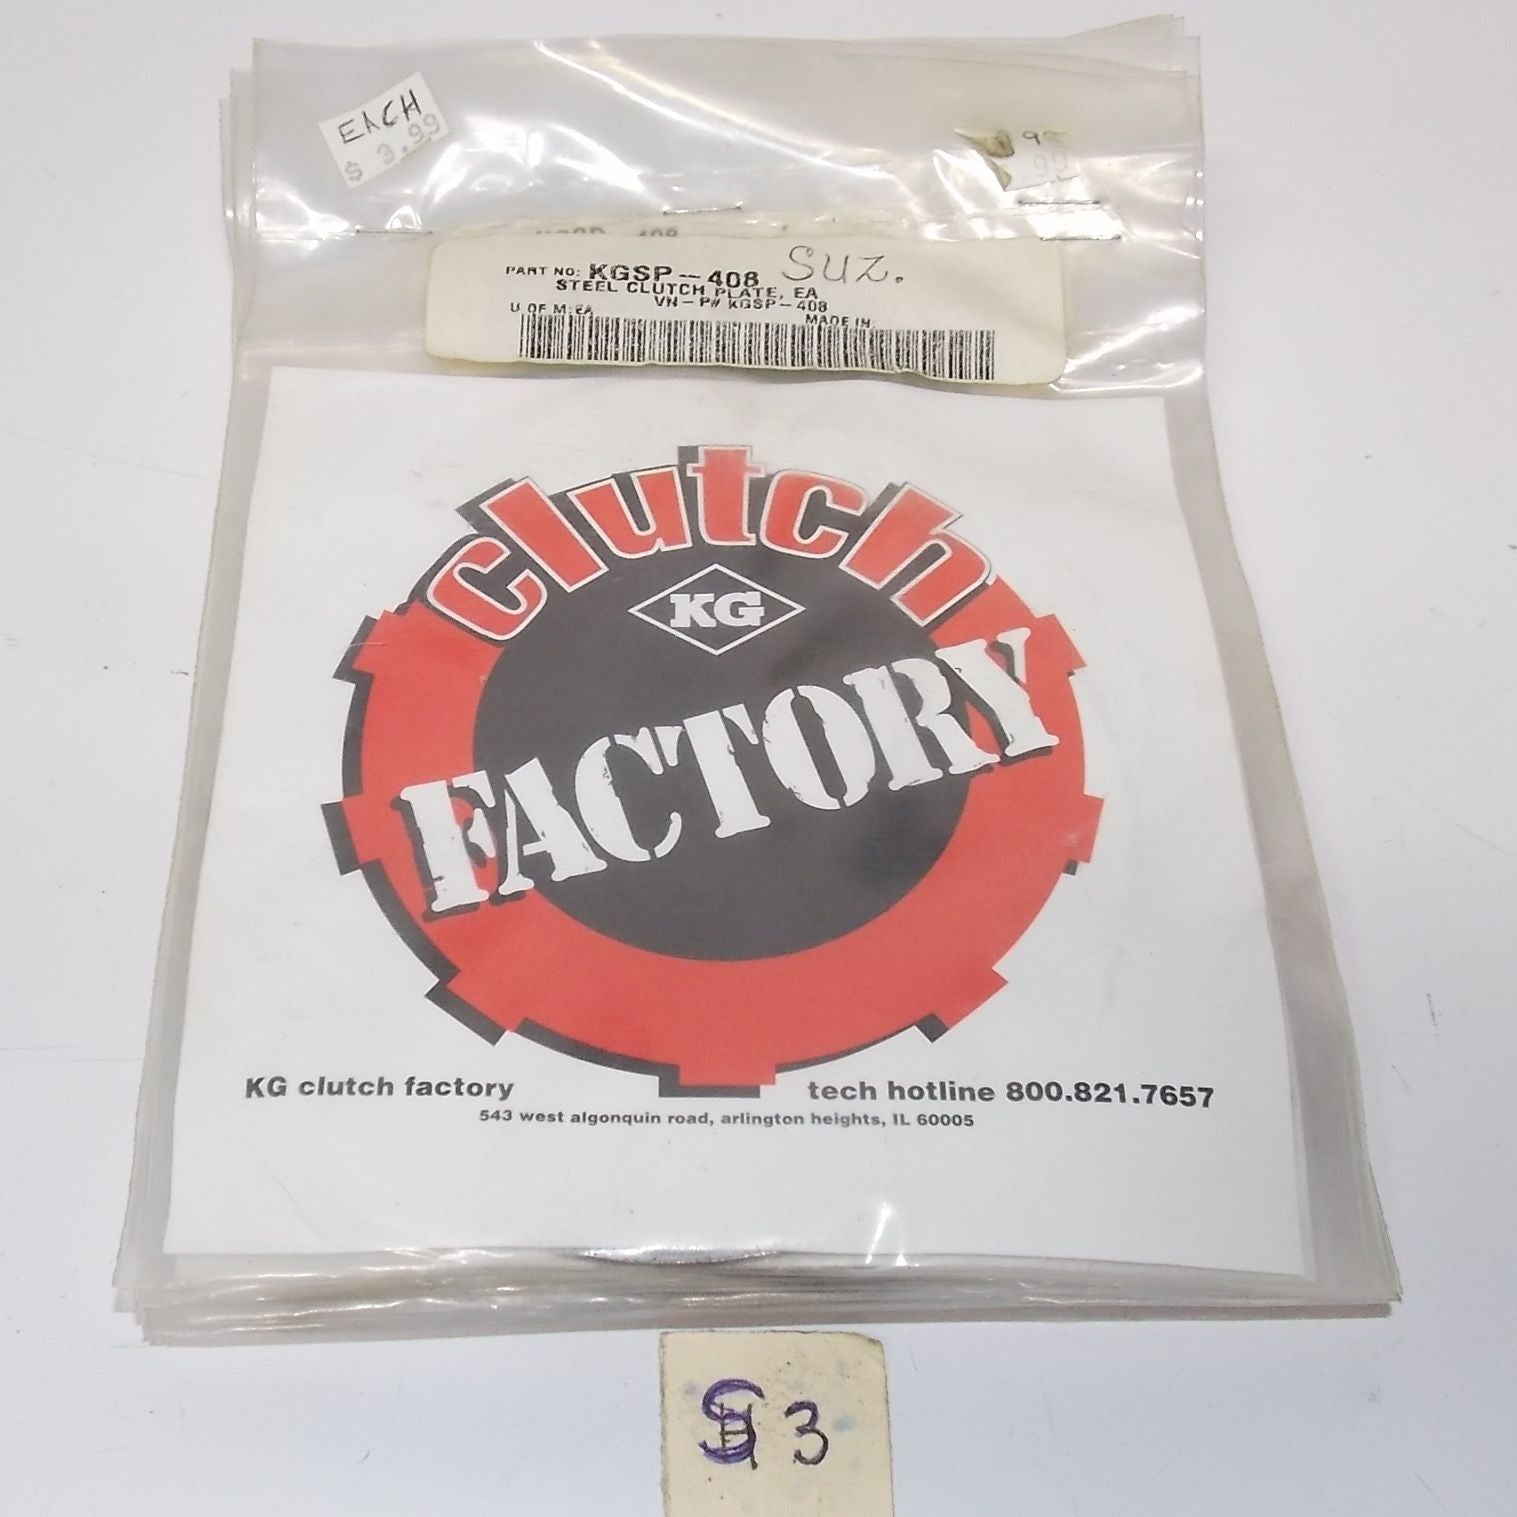 EACH
$ 3.99
.99
PART NO: KGSP-408 SUZ.
STEEL CLUTCH PLATE, EA
VN-P# KGSP-408
U OF M: EA
MADE IN:
clutch
KG
FACTORY
KG clutch factory
tech hotline 800.821.7657
543 west algonquin road, arlington heights, IL 60005
3